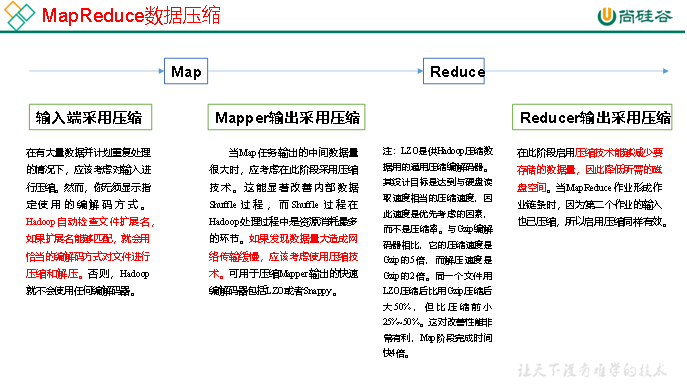 MapReduce数据压缩
尚硅谷
Map
Reduce
输入端采用压缩
在有大量数据并计划重复处理
的情况下，应该考虑对输入进
行压缩。然而，你无须显示指
定使用的编解码方式。
Hadoop自动检查文件扩展名，
如果扩展名能够匹配，就会用
恰当的编解码方式对文件进行
压缩和解压。否则，Hadoop
就不会使用任何编解码器。
Mapper输出采用压缩
当Map任务输出的中间数据量
很大时，应考虑在此阶段采用压缩
技术。这能显著改善内部数据
Shuffle过程，而Shuffle过程在
Hadoop处理过程中是资源消耗最多
的环节。如果发现数据量大造成网
络传输缓慢，应该考虑使用压缩技
术。可用于压缩Mapper输出的快速
编解码器包括LZO或者Snappy。
注：LZO是供Hadoop压缩数
据用的通用压缩编解码器。
其设计目标是达到与硬盘读
取速度相当的压缩速度，因
此速度是优先考虑的因素，
而不是压缩率。与Gzip编解
码器相比，它的压缩速度是
Gzip的5倍，而解压速度是
Gzip的2倍。同一个文件用
LZO压缩后比用Gzip压缩后
大50%，但比压缩前小
25%~50%。这对改善性能非
常有利，Map阶段完成时间
快4倍。
Reducer输出采用压缩
在此阶段启用压缩技术能够减少要
存储的数据量，因此降低所需的磁
盘空间。当MapReduce作业形成作
业链条时，因为第二个作业的输入
也已压缩，所以启用压缩同样有效。
让天下没有难学的技术